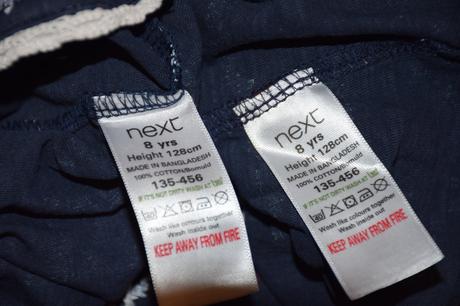 next
8 yrs
Height 128cm
MADE IN BANGLADESH
100% COTTON/Bomuld
135-456
IF IT'S NOT DIRTY WASH AT 30°
Wash like colours together
Wash inside out
KEEP AWAY FROM FIRE
next
8 yrs
Height 128cm
MADE IN BANGLADESH
100% COTTON/Bomuld
135-456
IF IT'S NOT DIRTY WASH AT 30°
Wash like colours together
Wash inside out
KEEP AWAY FROM FIRE